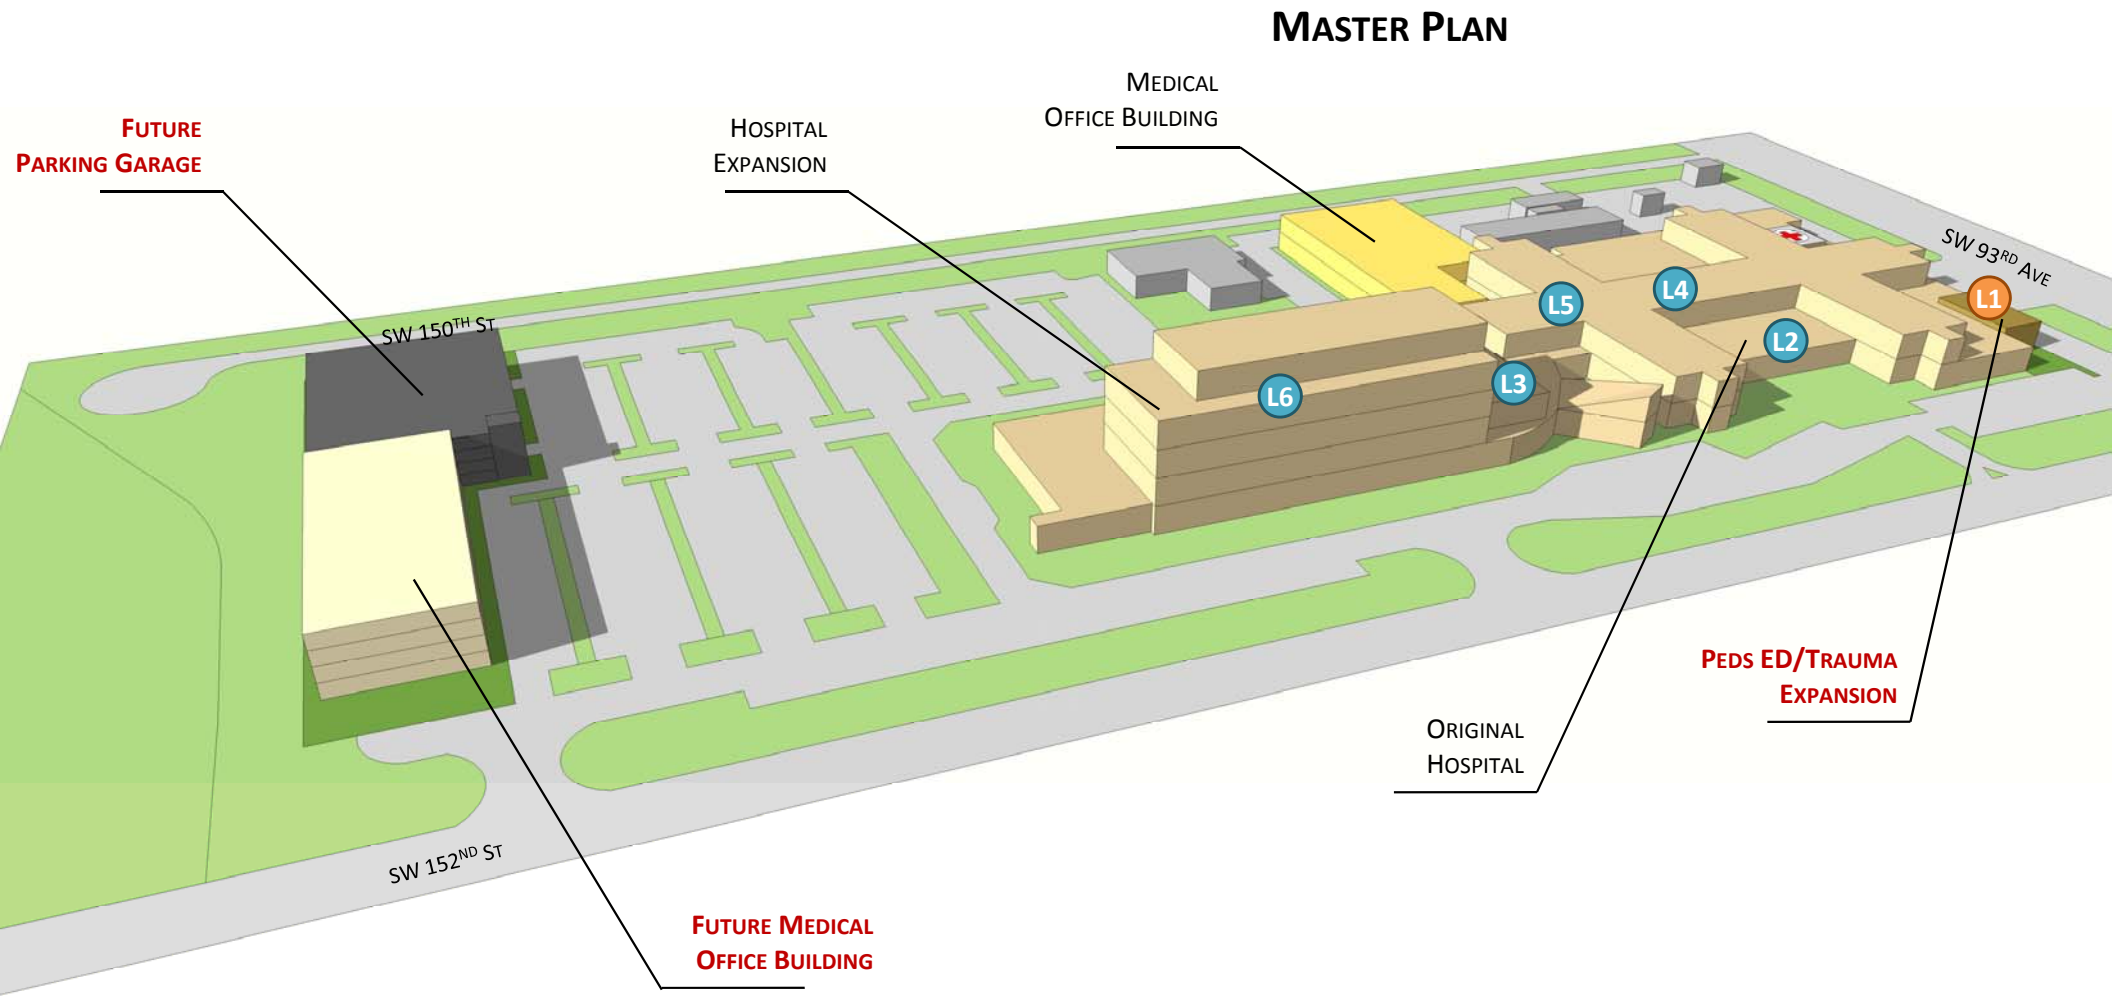 MASTER PLAN
MEDICAL
OFFICE BUILDING
FUTURE
PARKING GARAGE
HOSPITAL
EXPANSION
SW 93RD AVE
L1
L4
L5
SW 150TH ST
L2
L3
L6
PEDS ED/TRAUMA
EXPANSION
ORIGINAL
HOSPITAL
SW 152ND ST
FUTURE MEDICAL
OFFICE BUILDING